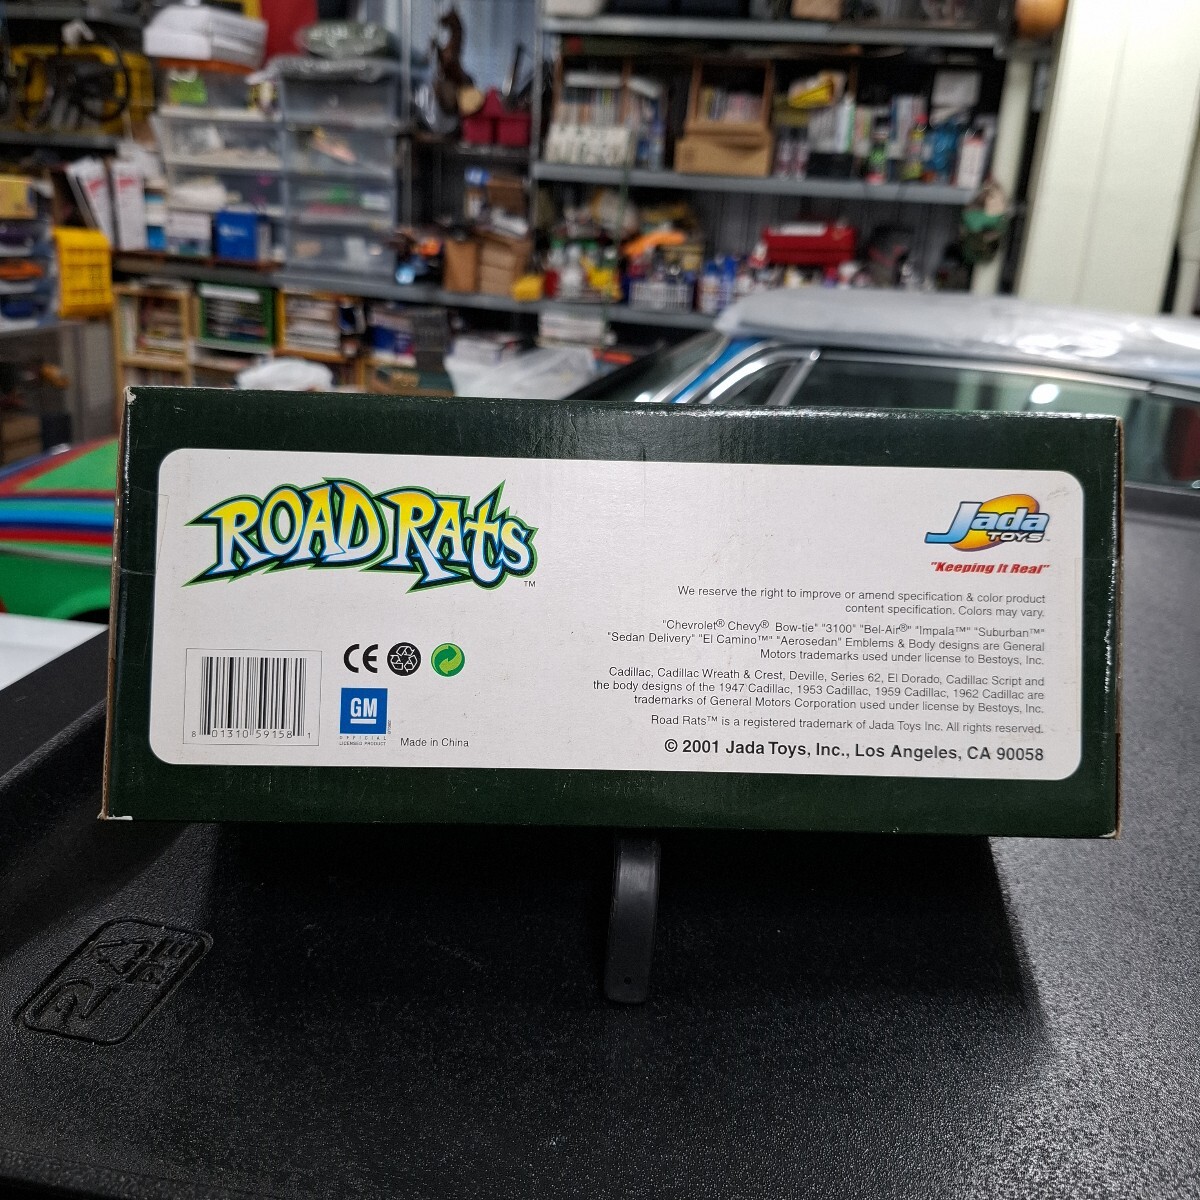 ROAD RATS™
Jada
TOYS™
"Keeping It Real"
We reserve the right to improve or amend specification & color product
content specification. Colors may vary.
"Chevrolet® Chevy® Bow-tie" "3100" "Bel-Air®" "Impala™" "Suburban™"
"Sedan Delivery" "El Camino™" "Aerosedan" Emblems & Body designs are General
Motors trademarks used under license to Bestoys, Inc.
Cadillac, Cadillac Wreath & Crest, Deville, Series 62, El Dorado, Cadillac Script and
the body designs of the 1947 Cadillac, 1953 Cadillac, 1959 Cadillac, 1962 Cadillac are
trademarks of General Motors Corporation used under license by Bestoys, Inc.
Road Rats™ is a registered trademark of Jada Toys Inc. All rights reserved.
© 2001 Jada Toys, Inc., Los Angeles, CA 90058
CE
GM
OFFICIAL
LICENSED PRODUCT
Made in China
8 01310 59158 1